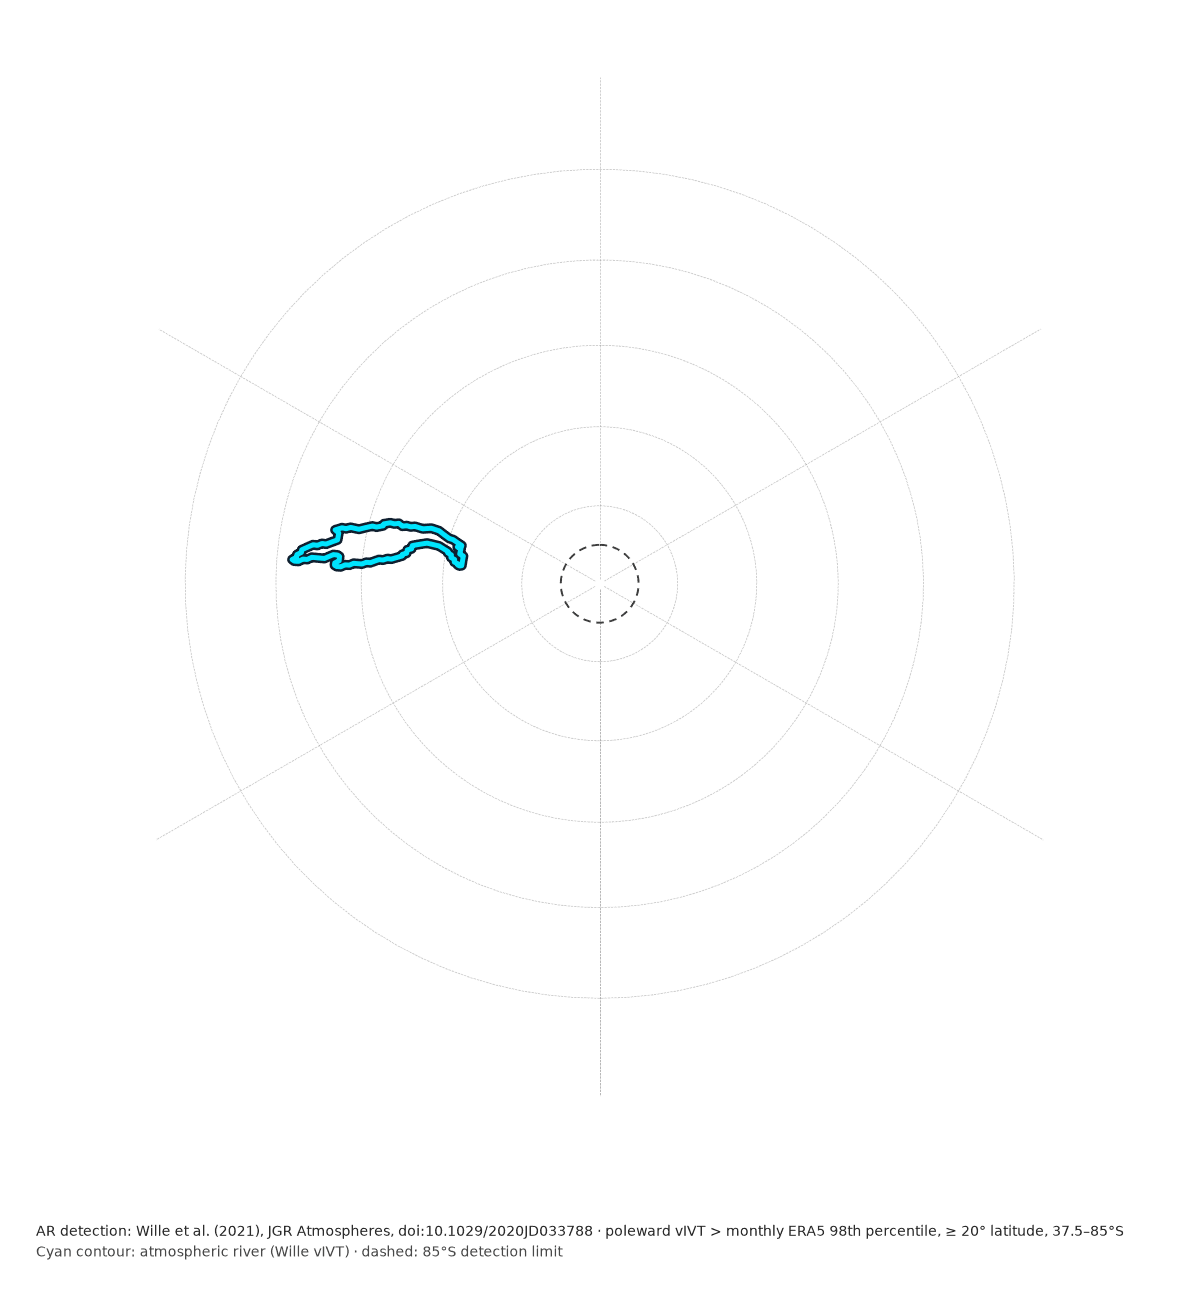 AR detection: Wille et al. (2021), JGR Atmospheres, doi:10.1029/2020JD033788 · poleward vIVT > monthly ERA5 98th percentile, ≥ 20° latitude, 37.5–85°S
Cyan contour: atmospheric river (Wille vIVT) · dashed: 85°S detection limit